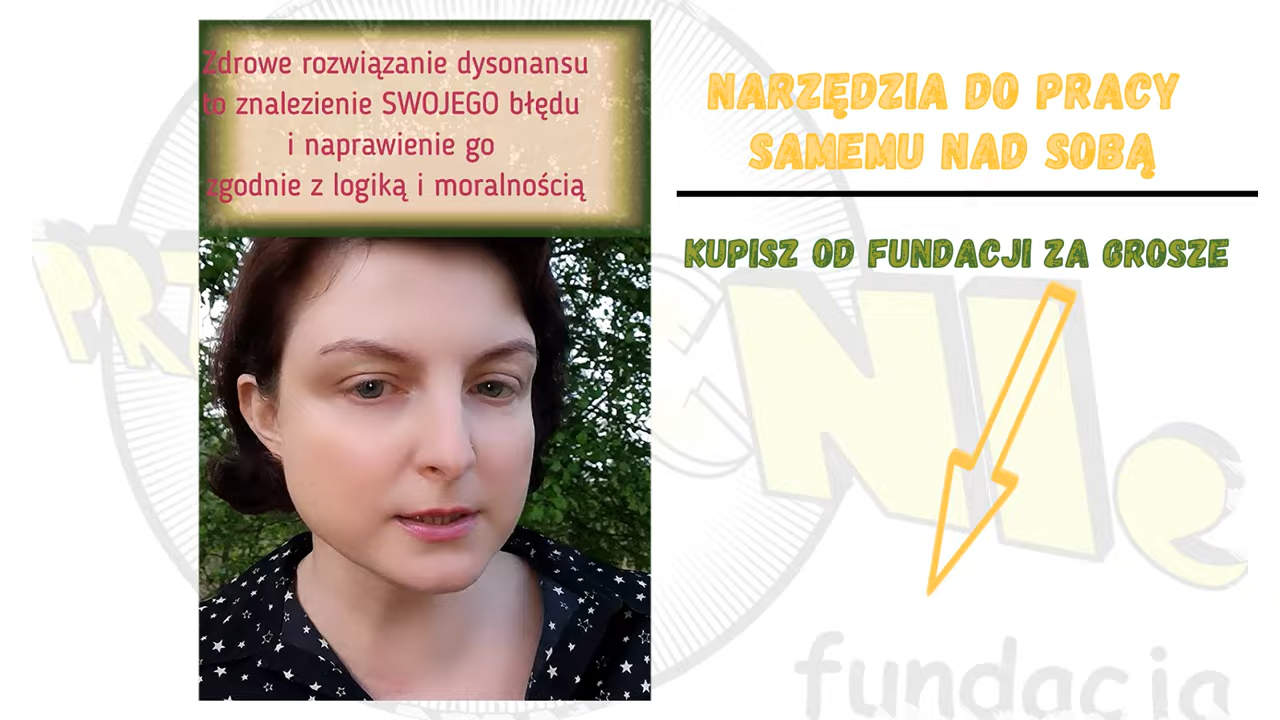 Zdrowe rozwiązanie dysonansu
to znalezienie SWOJEGO błędu
i naprawienie go
zgodnie z logiką i moralnością
NARZĘDZIA DO PRACY
SAMEMU NAD SOBĄ
KUPISZ OD FUNDACJI ZA GROSZE
fundacja